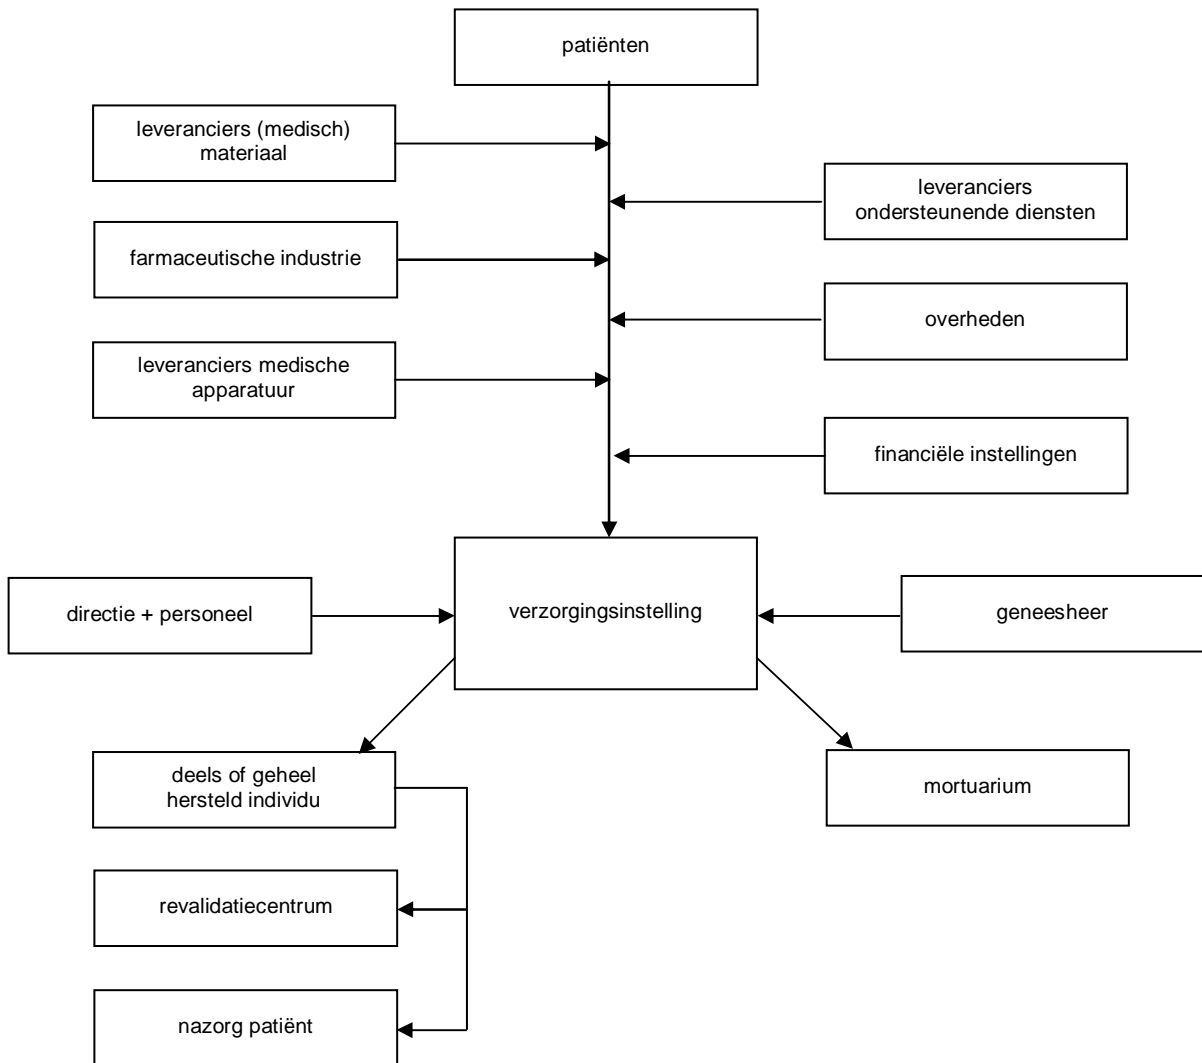 patiënten
leveranciers (medisch)
materiaal
leveranciers
ondersteunende diensten
farmaceutische industrie
overheden
leveranciers medische
apparatuur
financiële instellingen
directie + personeel
verzorgingsinstelling
geneesheer
deels of geheel
hersteld individu
mortuarium
revalidatiecentrum
nazorg patiënt